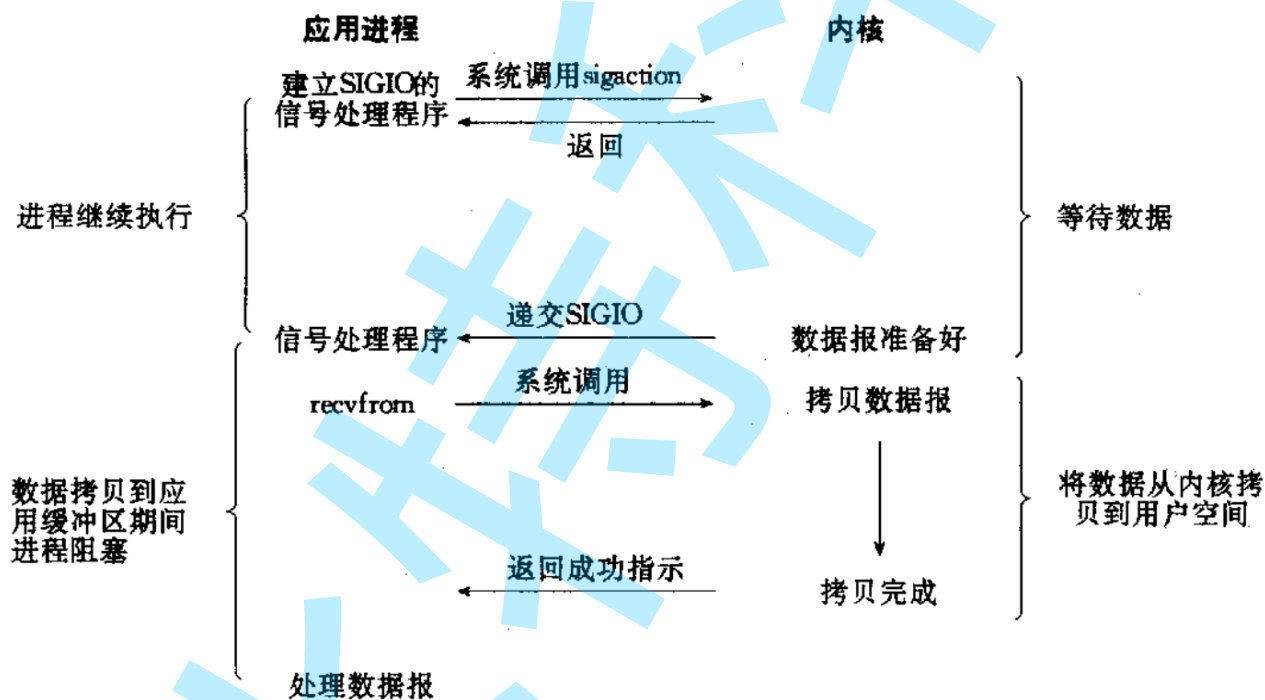 应用进程
内核
建立SIGIO的
信号处理程序
系统调用sigaction
返回
进程继续执行
等待数据
递交SIGIO
信号处理程序
数据报准备好
系统调用
recvfrom
拷贝数据报
数据拷贝到应
用缓冲区期间
进程阻塞
将数据从内核拷
贝到用户空间
返回成功指示
拷贝完成
处理数据报